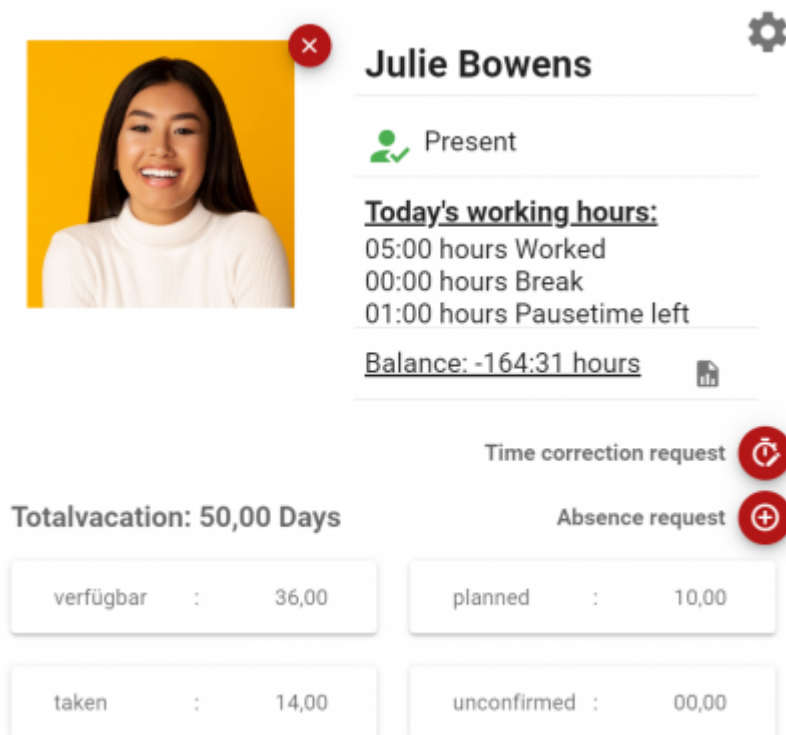 Julie Bowens
Present
Today's working hours:
05:00 hours Worked
00:00 hours Break
01:00 hours Pausetime left
Balance: -164:31 hours
Time correction request
Totalvacation: 50,00 Days
Absence request
verfügbar : 36,00
planned : 10,00
taken : 14,00
unconfirmed : 00,00